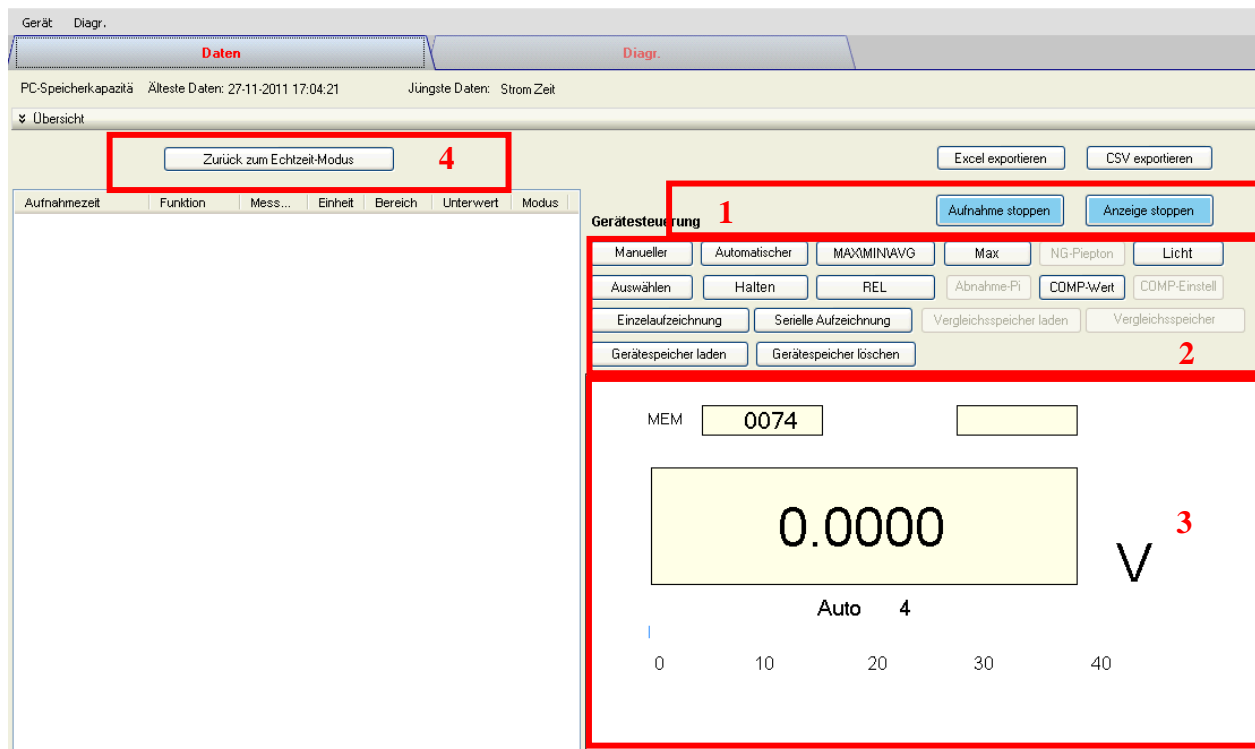 Gerät Diagr.
Daten Diagr.
PC-Speicherkapazitä Älteste Daten: 27-11-2011 17:04:21 Jüngste Daten: Strom Zeit
Übersicht
Zurück zum Echtzeit-Modus 4 Excel exportieren CSV exportieren
Aufnahmezeit Funktion Mess... Einheit Bereich Unterwert Modus
Gerätesteuerung 1 Aufnahme stoppen Anzeige stoppen
Manueller Automatischer MAX\MIN\AVG Max NG-Piepton Licht
Auswählen Halten REL Abnahme-Pi COMP-Wert COMP-Einstell
Einzelaufzeichnung Serielle Aufzeichnung Vergleichsspeicher laden Vergleichsspeicher
Gerätespeicher laden Gerätespeicher löschen 2
MEM 0074
0.0000 V 3
Auto 4
0 10 20 30 40